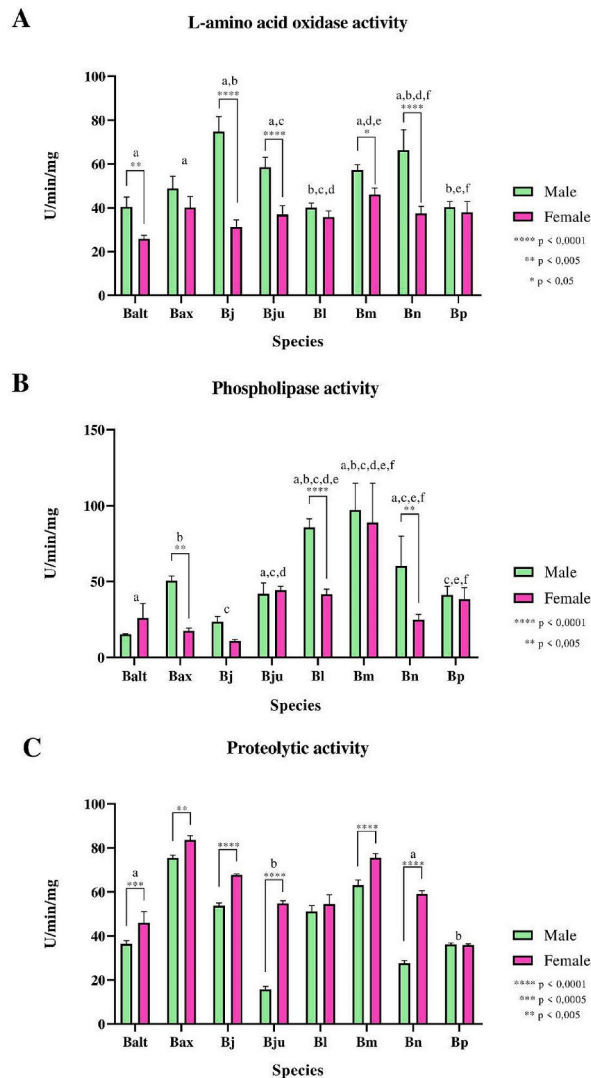 A
L-amino acid oxidase activity
U/min/mg
100
80
60
40
20
0
a
**
a
a,b
****
a,c
****
b,c,d
a,d,e
*
a,b,d,f
****
b,e,f
Balt Bax Bj Bju Bl Bm Bn Bp
Species
Male
Female
**** p < 0,0001
** p < 0,005
* p < 0,05
B
Phospholipase activity
U/min/mg
150
100
50
0
a
b
**
c
a,c,d
a,b,c,d,e
****
a,b,c,d,e,f
a,c,e,f
**
c,e,f
Balt Bax Bj Bju Bl Bm Bn Bp
Species
Male
Female
**** p < 0,0001
** p < 0,005
C
Proteolytic activity
U/min/mg
100
80
60
40
20
0
a
***
**
****
b
****
****
a
****
b
Balt Bax Bj Bju Bl Bm Bn Bp
Species
Male
Female
**** p < 0,0001
*** p < 0,0005
** p < 0,005